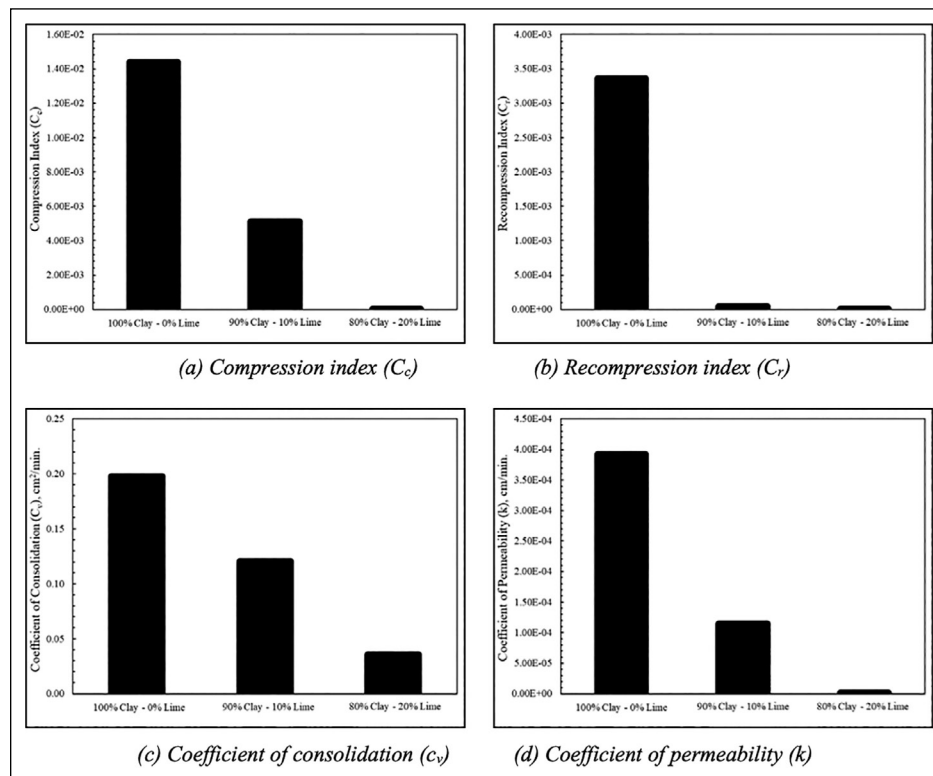 1.60E-02
1.40E-02
1.20E-02
1.00E-02
8.00E-03
6.00E-03
4.00E-03
2.00E-03
0.00E+00
Compression Index (Cc)
100% Clay - 0% Lime 90% Clay - 10% Lime 80% Clay - 20% Lime
(a) Compression index (Cc)
4.00E-03
3.50E-03
3.00E-03
2.50E-03
2.00E-03
1.50E-03
1.00E-03
5.00E-04
0.00E+00
Recompression Index (Cr)
100% Clay - 0% Lime 90% Clay - 10% Lime 80% Clay - 20% Lime
(b) Recompression index (Cr)
0.25
0.20
0.15
0.10
0.05
0.00
Coefficient of Consolidation (Cv), cm²/min.
100% Clay - 0% Lime 90% Clay - 10% Lime 80% Clay - 20% Lime
(c) Coefficient of consolidation (cv)
4.50E-04
4.00E-04
3.50E-04
3.00E-04
2.50E-04
2.00E-04
1.50E-04
1.00E-04
5.00E-05
0.00E+00
Coefficient of Permeability (k), cm/min.
100% Clay - 0% Lime 90% Clay - 10% Lime 80% Clay - 20% Lime
(d) Coefficient of permeability (k)